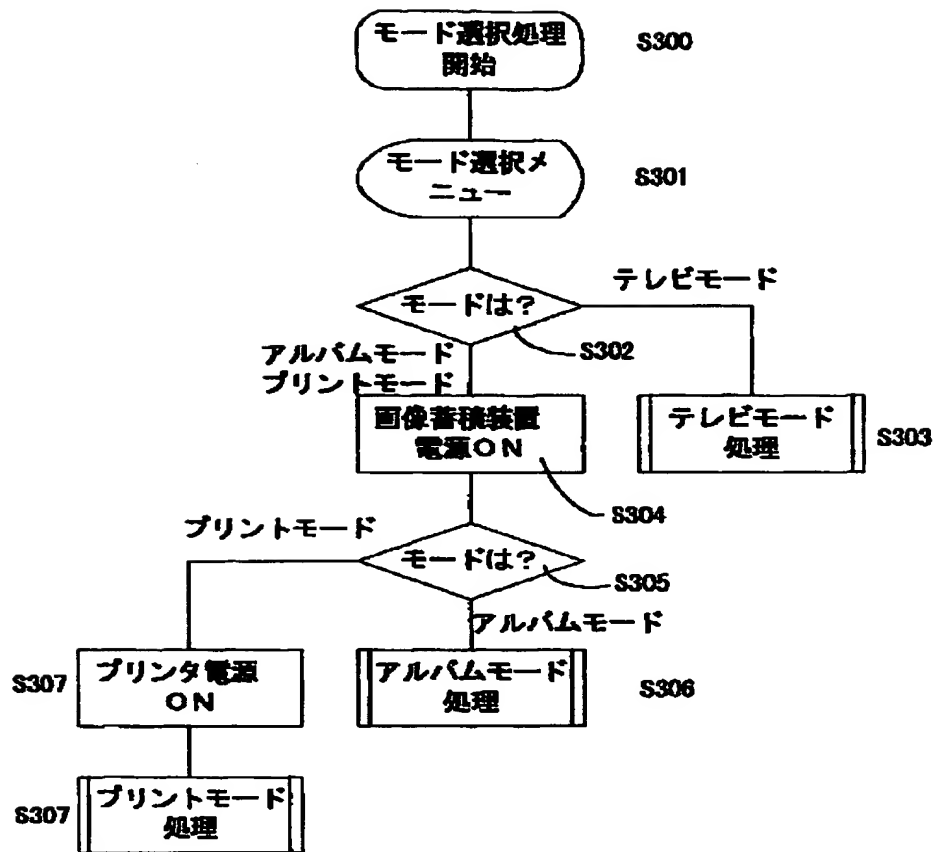 モード選択処理
開始
S300
モード選択メ
ニュー
S301
モードは?
テレビモード
S302
アルバムモード
プリントモード
画像蓄積装置
電源ON
テレビモード
処理
S303
S304
プリントモード
モードは?
S305
アルバムモード
S307
プリンタ電源
ON
アルバムモード
処理
S306
S307
プリントモード
処理